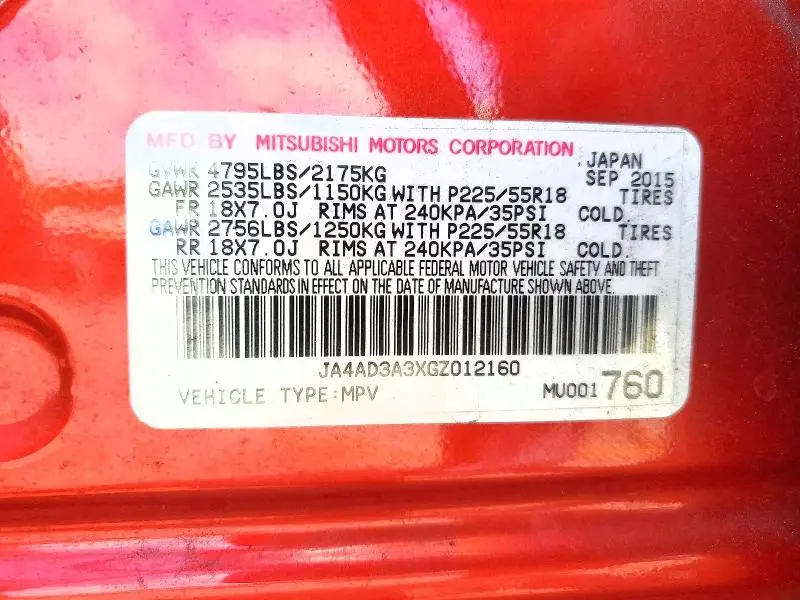 MFD BY MITSUBISHI MOTORS CORPORATION JAPAN
GVWR 4795LBS/2175KG SEP 2015
GAWR 2535LBS/1150KG WITH P225/55R18 TIRES
FR 18X7.0J RIMS AT 240KPA/35PSI COLD.
GAWR 2756LBS/1250KG WITH P225/55R18 TIRES
RR 18X7.0J RIMS AT 240KPA/35PSI COLD.
THIS VEHICLE CONFORMS TO ALL APPLICABLE FEDERAL MOTOR VEHICLE SAFETY AND THEFT
PREVENTION STANDARDS IN EFFECT ON THE DATE OF MANUFACTURE SHOWN ABOVE.
JA4AD3A3XGZ012160
VEHICLE TYPE:MPV MU001760